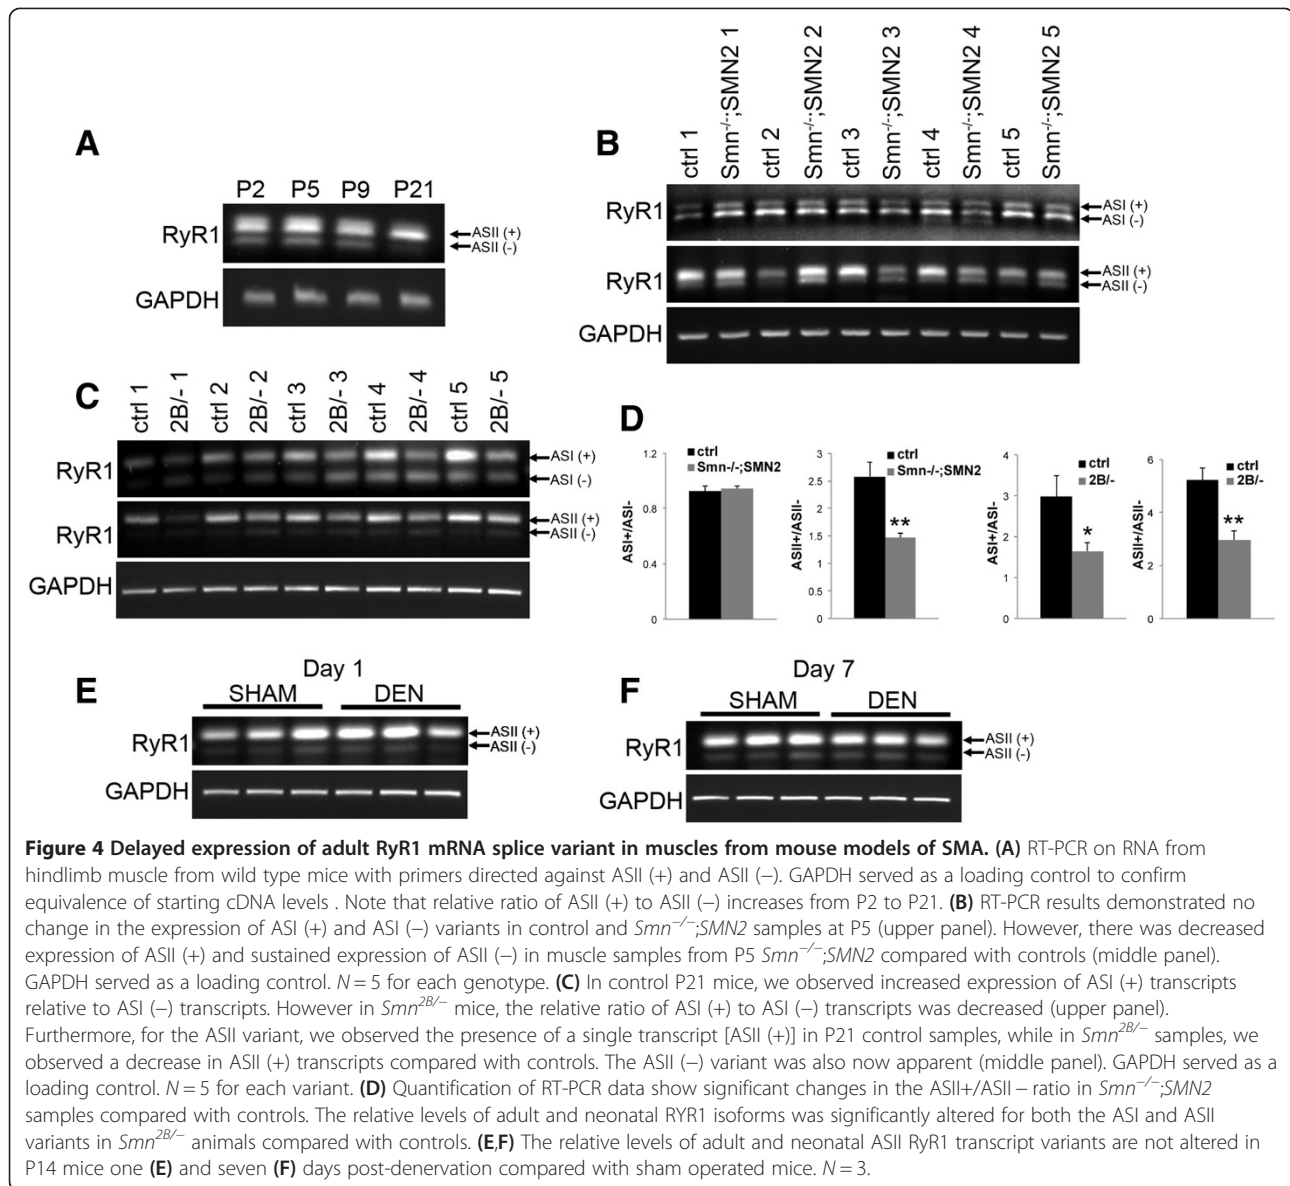 A
P2 P5 P9 P21
RyR1
ASII (+)
ASII (-)
GAPDH
B
ctrl 1
Smn-/-;SMN2 1
ctrl 2
Smn-/-;SMN2 2
ctrl 3
Smn-/-;SMN2 3
ctrl 4
Smn-/-;SMN2 4
ctrl 5
Smn-/-;SMN2 5
RyR1
ASI (+)
ASI (-)
RyR1
ASII (+)
ASII (-)
GAPDH
C
ctrl 1
2B/- 1
ctrl 2
2B/- 2
ctrl 3
2B/- 3
ctrl 4
2B/- 4
ctrl 5
2B/- 5
RyR1
ASI (+)
ASI (-)
RyR1
ASII (+)
ASII (-)
GAPDH
D
ASI+/ASI-
1.2
0.8
0.4
0
ctrl
Smn-/-;SMN2
ASII+/ASII-
3
2.5
2
1.5
1
0.5
0
ctrl
Smn-/-;SMN2
**
ASI+/ASI-
4
3
2
1
0
ctrl
2B/-
*
ASII+/ASII-
6
4
2
0
ctrl
2B/-
**
E
Day 1
SHAM DEN
RyR1
ASII (+)
ASII (-)
GAPDH
F
Day 7
SHAM DEN
RyR1
ASII (+)
ASII (-)
GAPDH
Figure 4 Delayed expression of adult RyR1 mRNA splice variant in muscles from mouse models of SMA. (A) RT-PCR on RNA from
hindlimb muscle from wild type mice with primers directed against ASII (+) and ASII (−). GAPDH served as a loading control to confirm
equivalence of starting cDNA levels . Note that relative ratio of ASII (+) to ASII (−) increases from P2 to P21. (B) RT-PCR results demonstrated no
change in the expression of ASI (+) and ASI (−) variants in control and Smn−/−;SMN2 samples at P5 (upper panel). However, there was decreased
expression of ASII (+) and sustained expression of ASII (−) in muscle samples from P5 Smn−/−;SMN2 compared with controls (middle panel).
GAPDH served as a loading control. N = 5 for each genotype. (C) In control P21 mice, we observed increased expression of ASI (+) transcripts
relative to ASI (−) transcripts. However in Smn2B/− mice, the relative ratio of ASI (+) to ASI (−) transcripts was decreased (upper panel).
Furthermore, for the ASII variant, we observed the presence of a single transcript [ASII (+)] in P21 control samples, while in Smn2B/− samples, we
observed a decrease in ASII (+) transcripts compared with controls. The ASII (−) variant was also now apparent (middle panel). GAPDH served as a
loading control. N = 5 for each variant. (D) Quantification of RT-PCR data show significant changes in the ASII+/ASII − ratio in Smn−/−;SMN2
samples compared with controls. The relative levels of adult and neonatal RYR1 isoforms was significantly altered for both the ASI and ASII
variants in Smn2B/− animals compared with controls. (E,F) The relative levels of adult and neonatal ASII RyR1 transcript variants are not altered in
P14 mice one (E) and seven (F) days post-denervation compared with sham operated mice. N = 3.